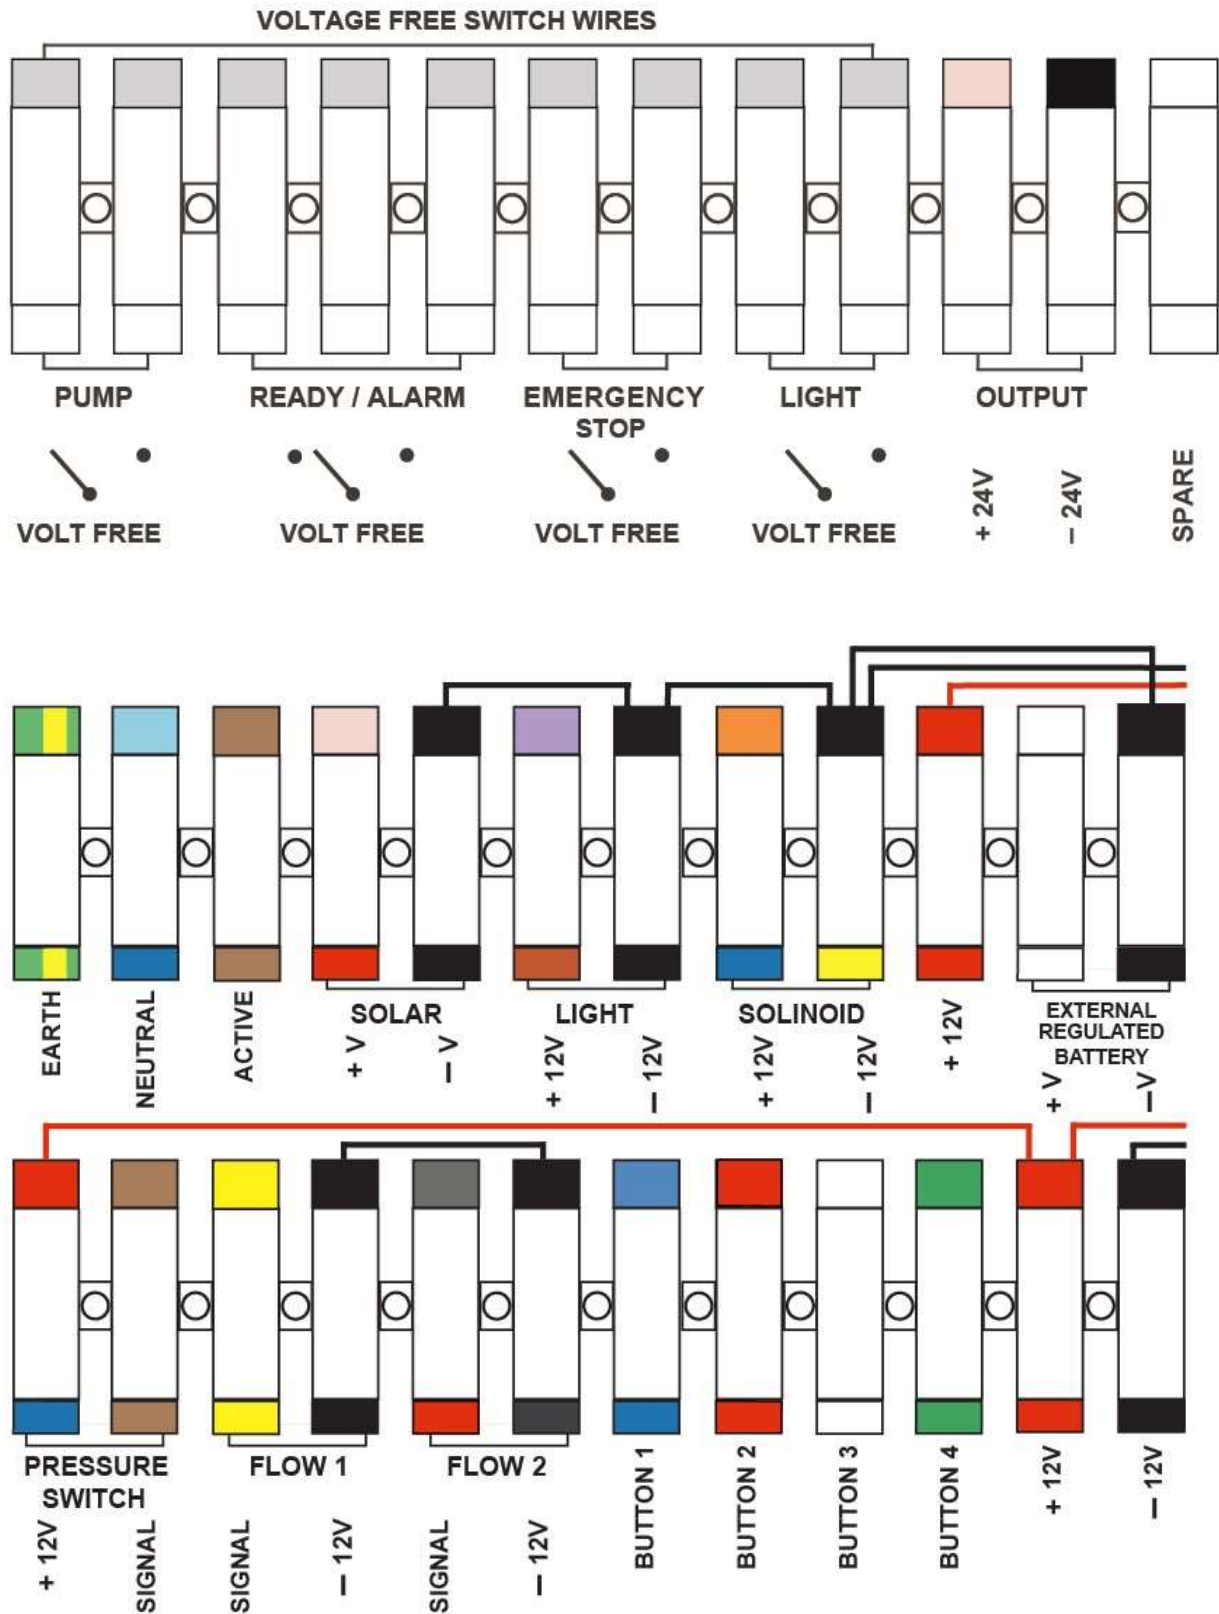 VOLTAGE FREE SWITCH WIRES
PUMP
READY / ALARM
EMERGENCY
STOP
LIGHT
OUTPUT
VOLT FREE
VOLT FREE
VOLT FREE
VOLT FREE
+ 24V
– 24V
SPARE
EARTH
NEUTRAL
ACTIVE
SOLAR
+ V
– V
LIGHT
+ 12V
– 12V
SOLINOID
+ 12V
– 12V
+ 12V
EXTERNAL
REGULATED
BATTERY
+ V
– V
PRESSURE
SWITCH
+ 12V
SIGNAL
FLOW 1
SIGNAL
– 12V
FLOW 2
SIGNAL
– 12V
BUTTON 1
BUTTON 2
BUTTON 3
BUTTON 4
+ 12V
– 12V